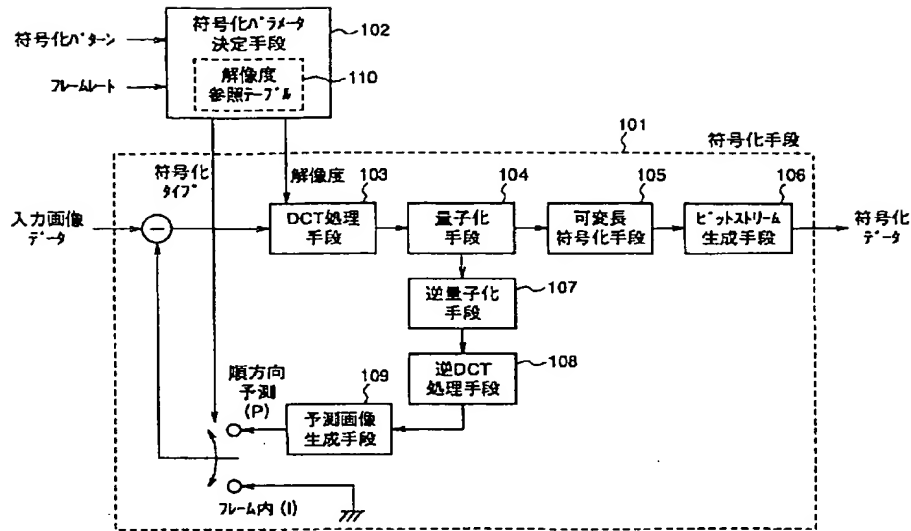 符号化パラメータ
決定手段
102
符号化パターン
解像度
参照テーブル
110
フレームレート
101
符号化手段
符号化
タイプ
解像度
103
104
105
106
入力画像
データ
−
DCT処理
手段
量子化
手段
可変長
符号化手段
ビットストリーム
生成手段
符号化
データ
逆量子化
手段
107
順方向
予測
(P)
109
予測画像
生成手段
逆DCT
処理手段
108
フレーム内 (I)